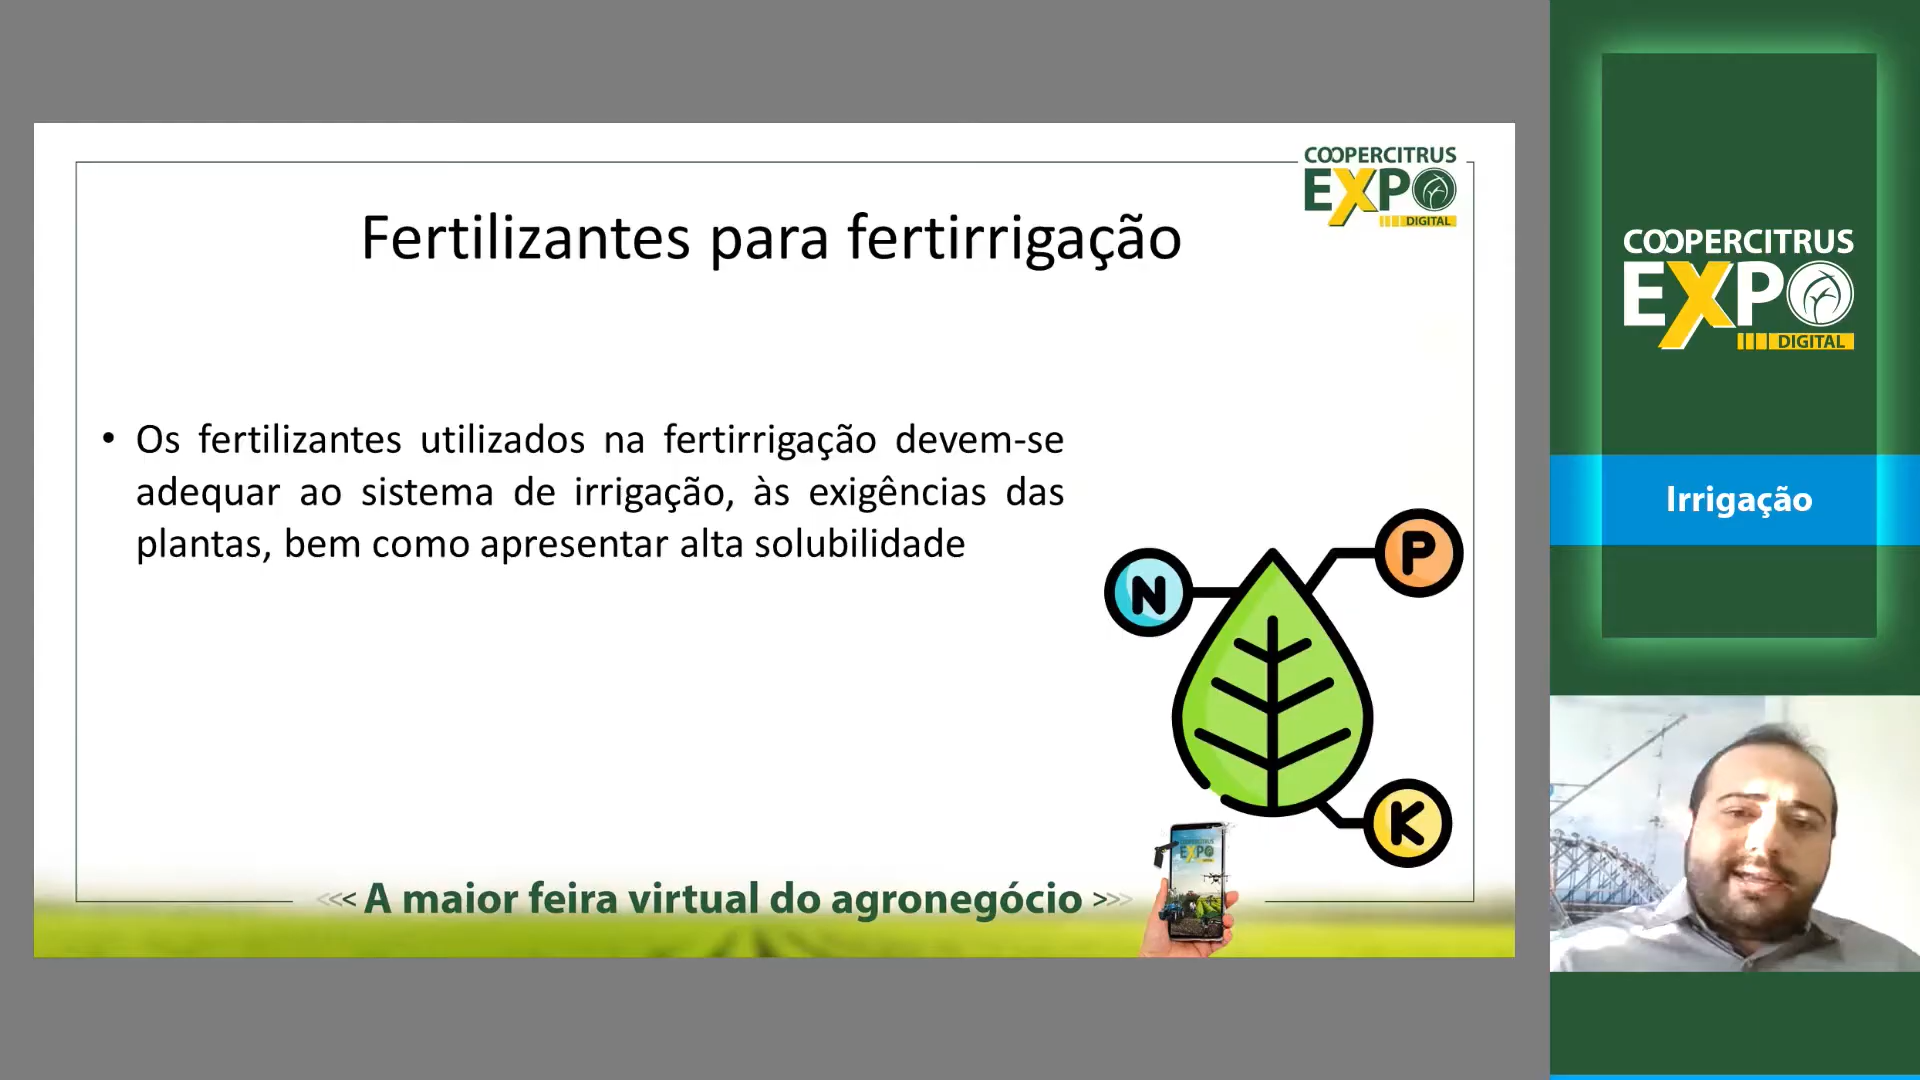 COOPERCITRUS
EXPO
DIGITAL
Fertilizantes para fertirrigação
• Os fertilizantes utilizados na fertirrigação devem-se
adequar ao sistema de irrigação, às exigências das
plantas, bem como apresentar alta solubilidade
N
P
K
EXPO
<<< A maior feira virtual do agronegócio >>>
COOPERCITRUS
EXPO
DIGITAL
Irrigação